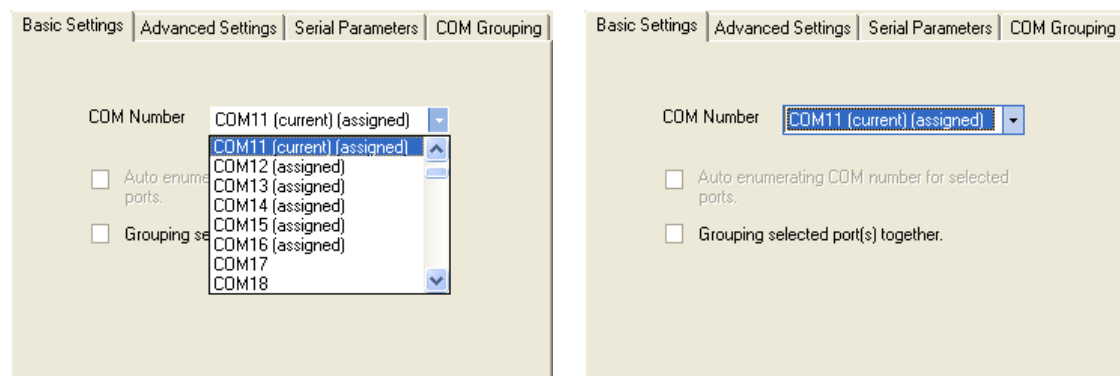 Basic Settings Advanced Settings Serial Parameters COM Grouping
COM Number COM11 (current) (assigned)
COM11 (current) (assigned)
COM12 (assigned)
COM13 (assigned)
Auto enume COM14 (assigned)
ports. COM15 (assigned)
Grouping se COM16 (assigned)
COM17
COM18
Basic Settings Advanced Settings Serial Parameters COM Grouping
COM Number COM11 (current) (assigned)
Auto enumerating COM number for selected
ports.
Grouping selected port(s) together.